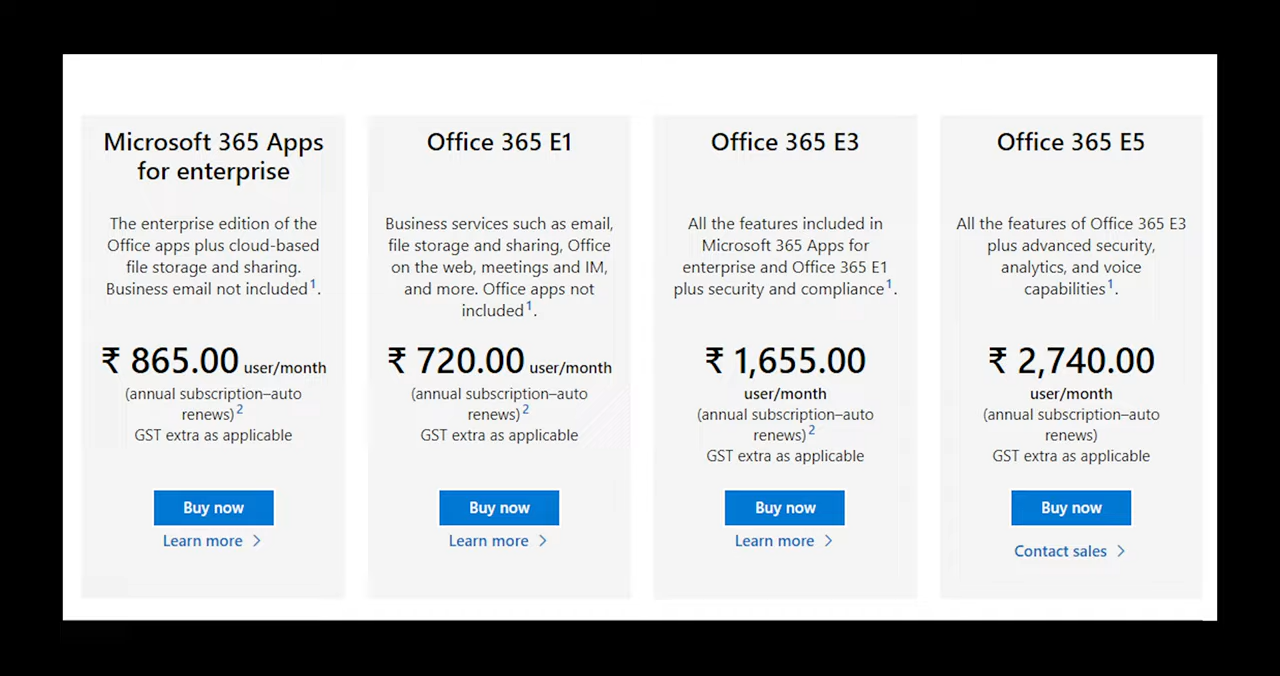 Microsoft 365 Apps
for enterprise
The enterprise edition of the
Office apps plus cloud-based
file storage and sharing.
Business email not included1.
₹ 865.00 user/month
(annual subscription–auto
renews)2
GST extra as applicable
Buy now
Learn more >
Office 365 E1
Business services such as email,
file storage and sharing, Office
on the web, meetings and IM,
and more. Office apps not
included1.
₹ 720.00 user/month
(annual subscription–auto
renews)2
GST extra as applicable
Buy now
Learn more >
Office 365 E3
All the features included in
Microsoft 365 Apps for
enterprise and Office 365 E1
plus security and compliance1.
₹ 1,655.00
user/month
(annual subscription–auto
renews)2
GST extra as applicable
Buy now
Learn more >
Office 365 E5
All the features of Office 365 E3
plus advanced security,
analytics, and voice
capabilities1.
₹ 2,740.00
user/month
(annual subscription–auto
renews)
GST extra as applicable
Buy now
Contact sales >